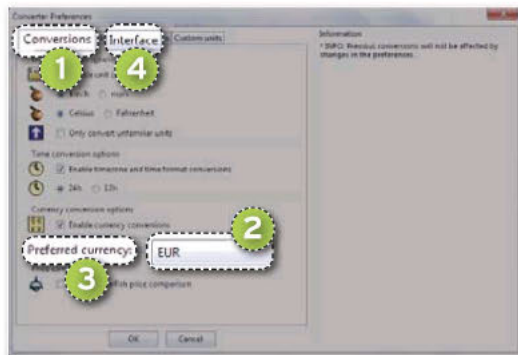 Converter Preferences
Conversions
Interface
Custom units
1
4
Information
* INFO: Previous conversions will not be affected by
changes in the preferences.
Celsius
Fahrenheit
Only convert unfamiliar units
Time conversion options
Enable timezone and time format conversions
24h
12h
Currency conversion options
Enable currency conversions
2
Preferred currency:
EUR
3
price comparison
OK
Cancel